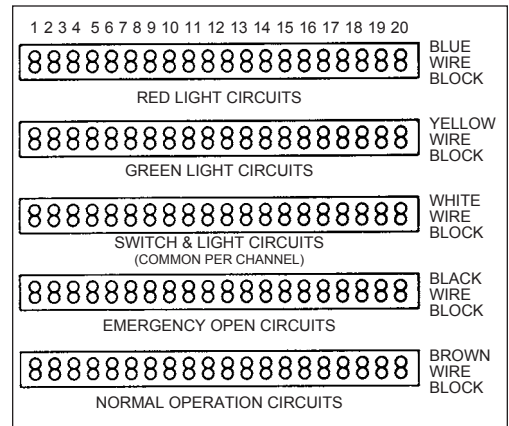 1 2 3 4 5 6 7 8 9 10 11 12 13 14 15 16 17 18 19 20
BLUE
WIRE
BLOCK
RED LIGHT CIRCUITS
YELLOW
WIRE
BLOCK
GREEN LIGHT CIRCUITS
WHITE
WIRE
BLOCK
SWITCH & LIGHT CIRCUITS
(COMMON PER CHANNEL)
BLACK
WIRE
BLOCK
EMERGENCY OPEN CIRCUITS
BROWN
WIRE
BLOCK
NORMAL OPERATION CIRCUITS